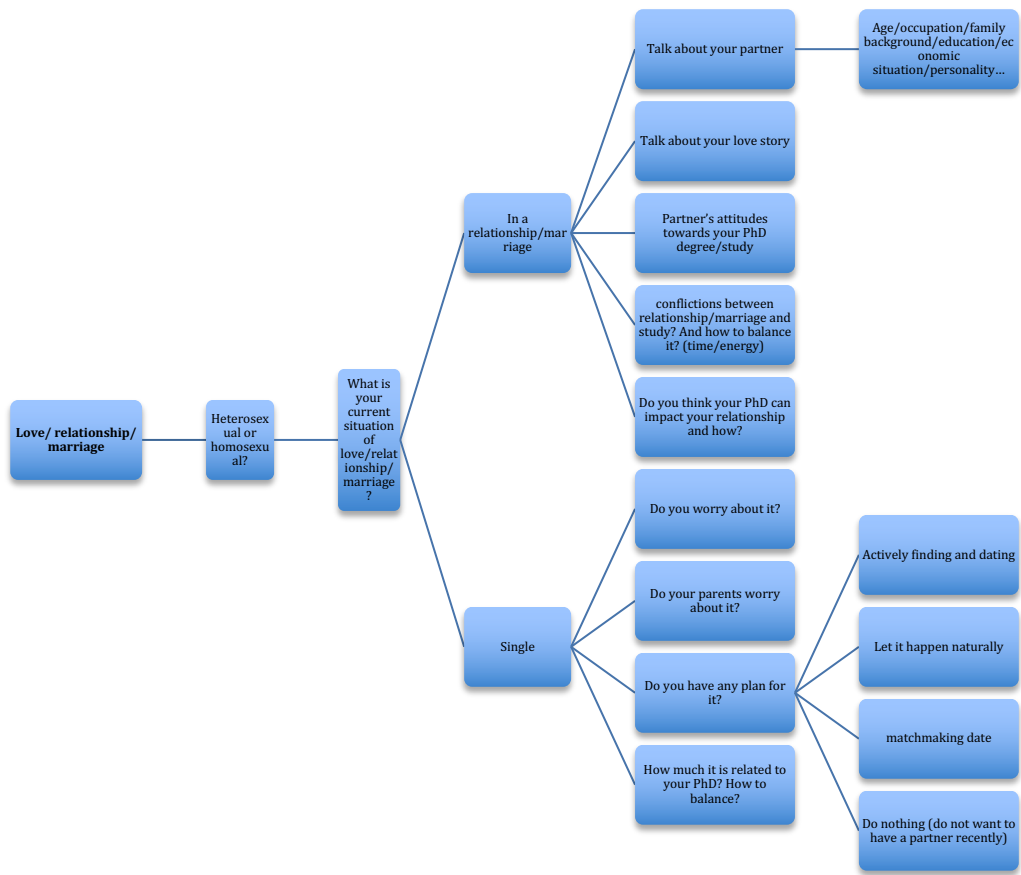 Love/ relationship/
marriage
Heterosex
ual or
homosexu
al?
What is
your
current
situation
of
love/relat
ionship/
marriage
?
In a
relationship/mar
riage
Talk about your partner
Age/occupation/family
background/education/ec
onomic
situation/personality...
Talk about your love story
Partner's attitudes
towards your PhD
degree/study
conflictions between
relationship/marriage and
study? And how to balance
it? (time/energy)
Do you think your PhD can
impact your relationship
and how?
Single
Do you worry about it?
Do your parents worry
about it?
Do you have any plan for
it?
Actively finding and dating
Let it happen naturally
matchmaking date
Do nothing (do not want to
have a partner recently)
How much it is related to
your PhD? How to
balance?